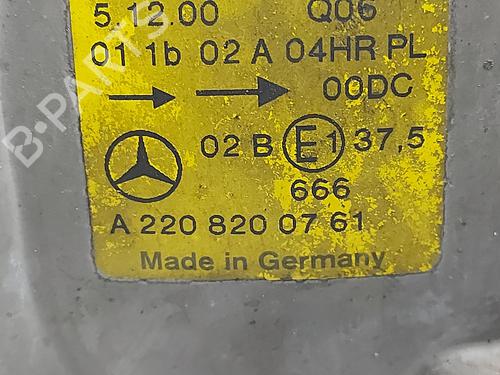 5.12.00 Q06
01 1b 02 A 04HR PL
00DC
02 B E1 37,5
666
A 220 820 07 61
Made in Germany
B-PARTS